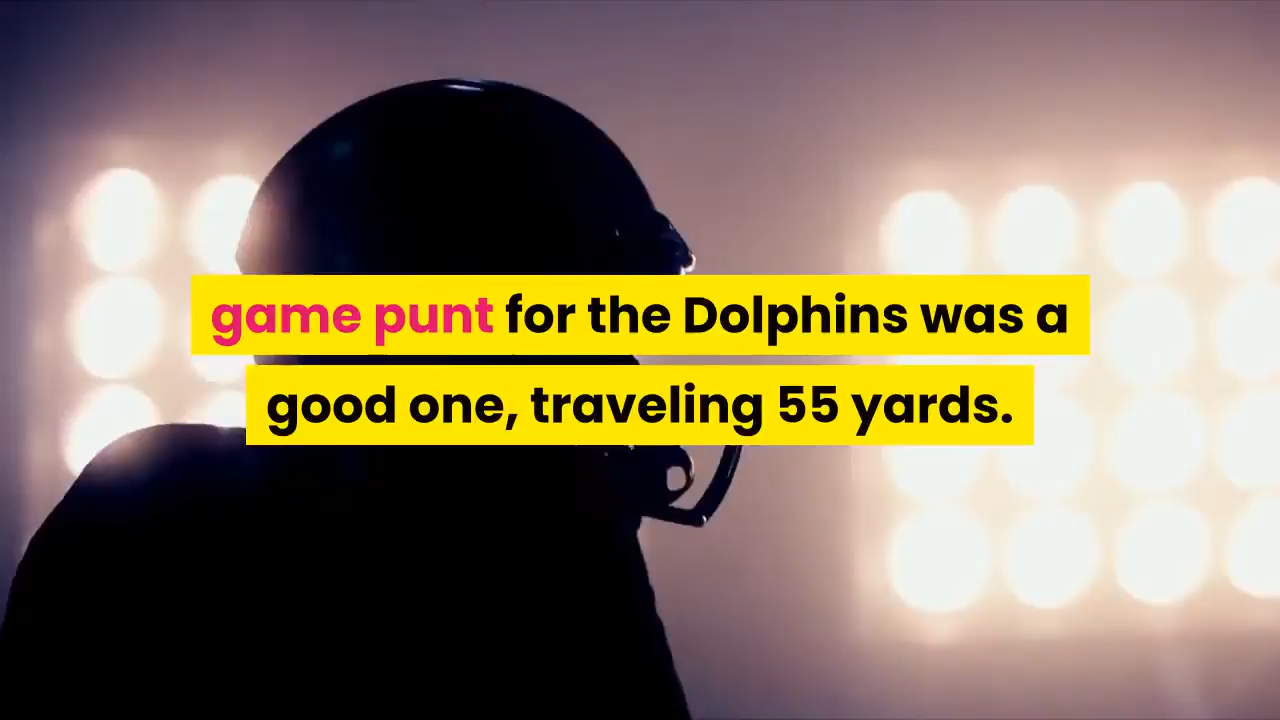 game punt for the Dolphins was a
good one, traveling 55 yards.